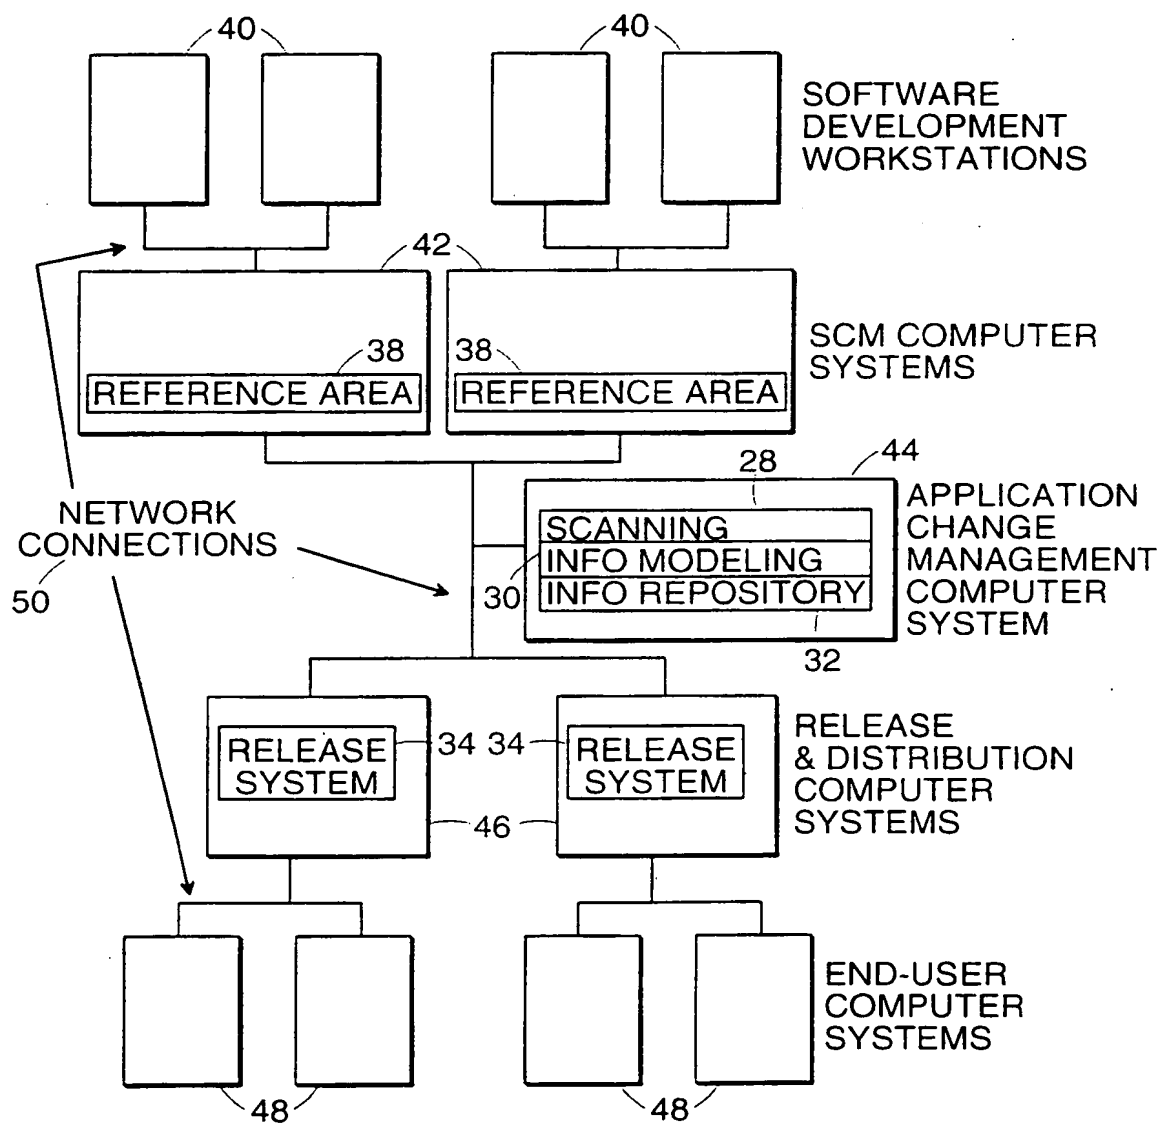 40
40
SOFTWARE
DEVELOPMENT
WORKSTATIONS
42
38
38
REFERENCE AREA
REFERENCE AREA
SCM COMPUTER
SYSTEMS
28
44
SCANNING
INFO MODELING
INFO REPOSITORY
30
32
APPLICATION
CHANGE
MANAGEMENT
COMPUTER
SYSTEM
NETWORK
CONNECTIONS
50
RELEASE
SYSTEM
34
34
RELEASE
SYSTEM
46
RELEASE
& DISTRIBUTION
COMPUTER
SYSTEMS
END-USER
COMPUTER
SYSTEMS
48
48